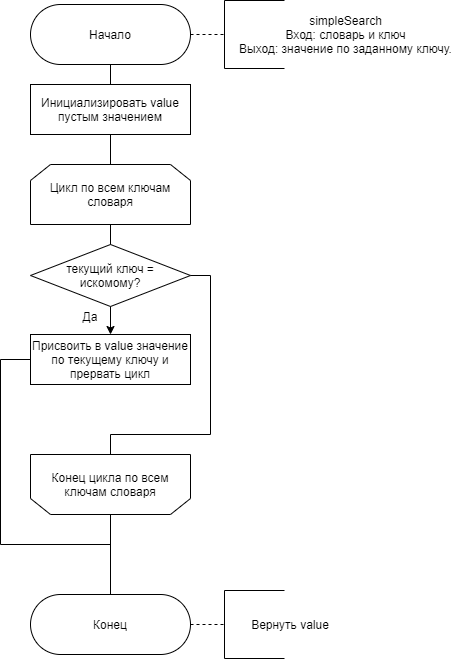 Начало
simpleSearch
Вход: словарь и ключ
Выход: значение по заданному ключу.
Инициализировать value
пустым значением
Цикл по всем ключам
словаря
текущий ключ =
искомому?
Да
Присвоить в value значение
по текущему ключу и
прервать цикл
Конец цикла по всем
ключам словаря
Конец
Вернуть value